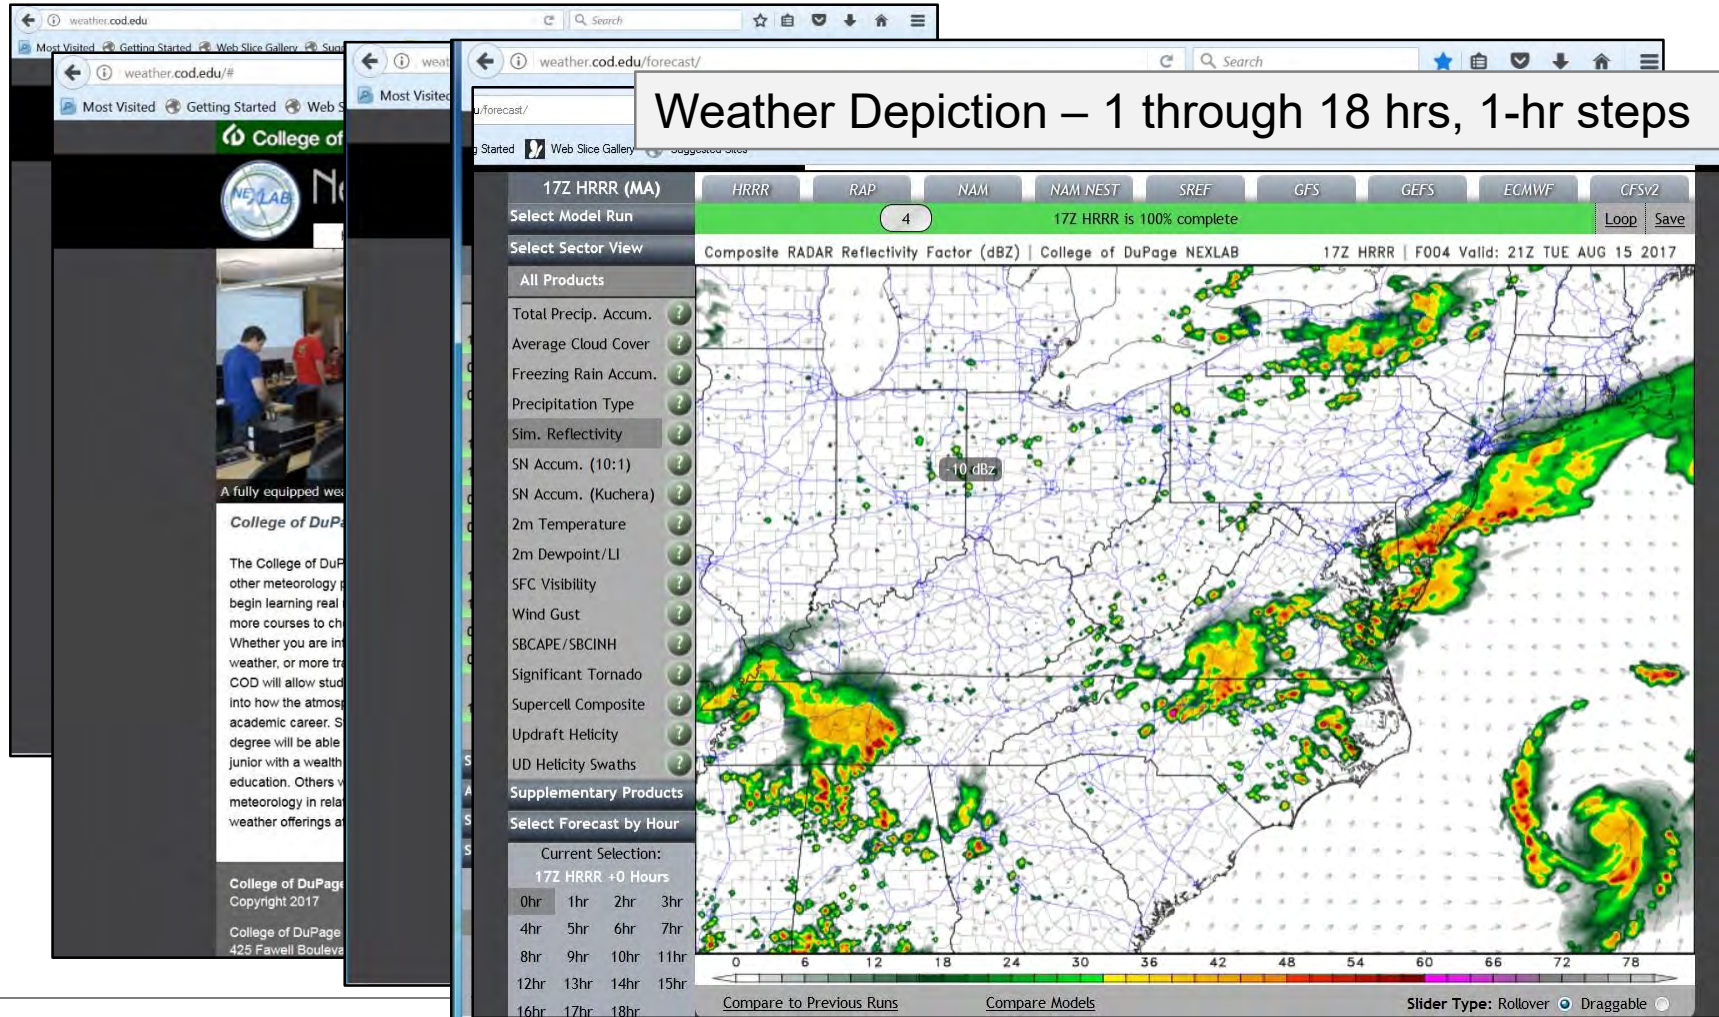 weather.cod.edu
Search
Most Visited Getting Started Web Slice Gallery
weather.cod.edu/#
Most Visited Getting Started Web S
College of
NEXLAB
A fully equipped wea
College of DuPa
The College of DuP
other meteorology p
begin learning real
more courses to ch
Whether you are int
weather, or more tra
COD will allow stud
into how the atmosp
academic career. S
degree will be able
junior with a wealth
education. Others w
meteorology in relat
weather offerings at
College of DuPage
Copyright 2017
College of DuPage
425 Fawell Bouleva
weat
Most Visited
weather.cod.edu/forecast/
Search
Weather Depiction – 1 through 18 hrs, 1-hr steps
u/forecast/
g Started Web Slice Gallery Suggested Sites
17Z HRRR (MA)
HRRR RAP NAM NAM NEST SREF GFS GEFS ECMWF CFSv2
Select Model Run
4 17Z HRRR is 100% complete Loop Save
Select Sector View
Composite RADAR Reflectivity Factor (dBZ) | College of DuPage NEXLAB 17Z HRRR | F004 Valid: 21Z TUE AUG 15 2017
All Products
Total Precip. Accum. ?
Average Cloud Cover ?
Freezing Rain Accum. ?
Precipitation Type ?
Sim. Reflectivity ?
SN Accum. (10:1) ?
SN Accum. (Kuchera) ?
2m Temperature ?
2m Dewpoint/LI ?
SFC Visibility ?
Wind Gust ?
SBCAPE/SBCINH ?
Significant Tornado ?
Supercell Composite ?
Updraft Helicity ?
UD Helicity Swaths ?
-10 dBz
Supplementary Products
Select Forecast by Hour
Current Selection:
17Z HRRR +0 Hours
0hr 1hr 2hr 3hr
4hr 5hr 6hr 7hr
8hr 9hr 10hr 11hr
12hr 13hr 14hr 15hr
16hr 17hr 18hr
0 6 12 18 24 30 36 42 48 54 60 66 72 78
Compare to Previous Runs Compare Models Slider Type: Rollover Draggable